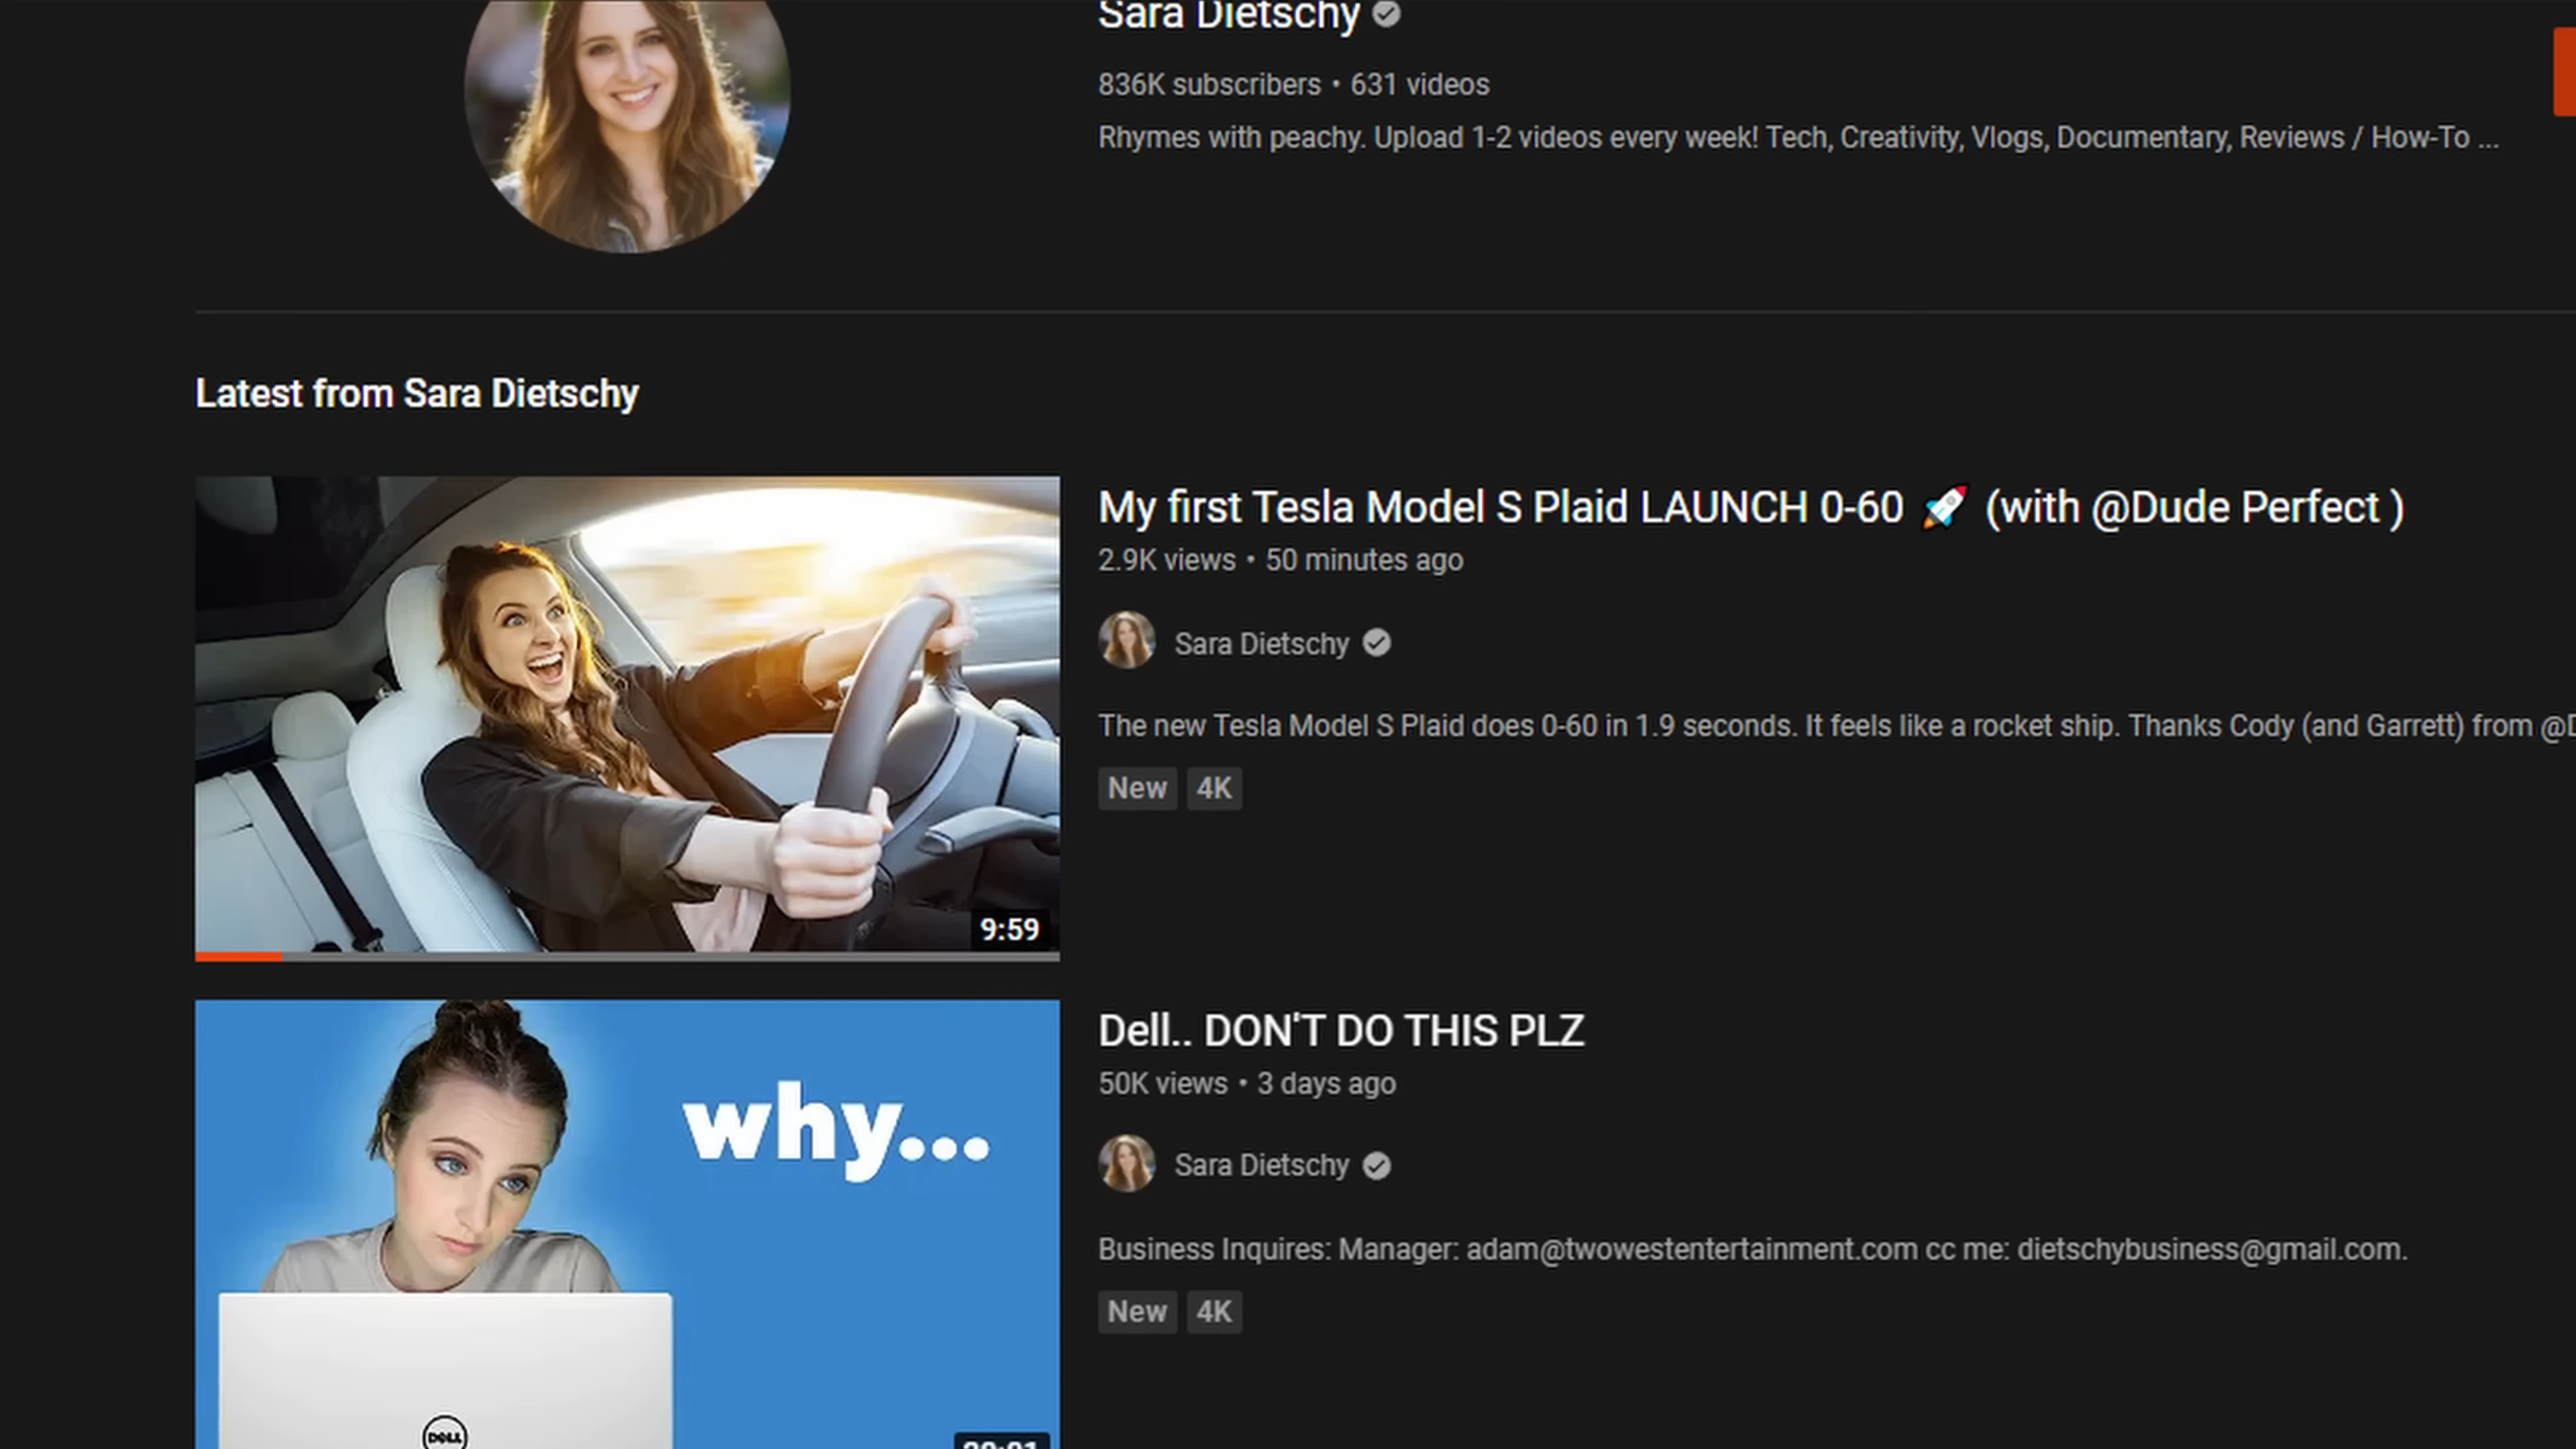 Sara Dietschy
836K subscribers • 631 videos
Rhymes with peachy. Upload 1-2 videos every week! Tech, Creativity, Vlogs, Documentary, Reviews / How-To ...
Latest from Sara Dietschy
My first Tesla Model S Plaid LAUNCH 0-60 🚀 (with @Dude Perfect )
2.9K views • 50 minutes ago
Sara Dietschy
The new Tesla Model S Plaid does 0-60 in 1.9 seconds. It feels like a rocket ship. Thanks Cody (and Garrett) from
New 4K
9:59
why...
DELL
Dell.. DON'T DO THIS PLZ
50K views • 3 days ago
Sara Dietschy
Business Inquires: Manager: adam@twowestentertainment.com cc me: dietschybusiness@gmail.com.
New 4K